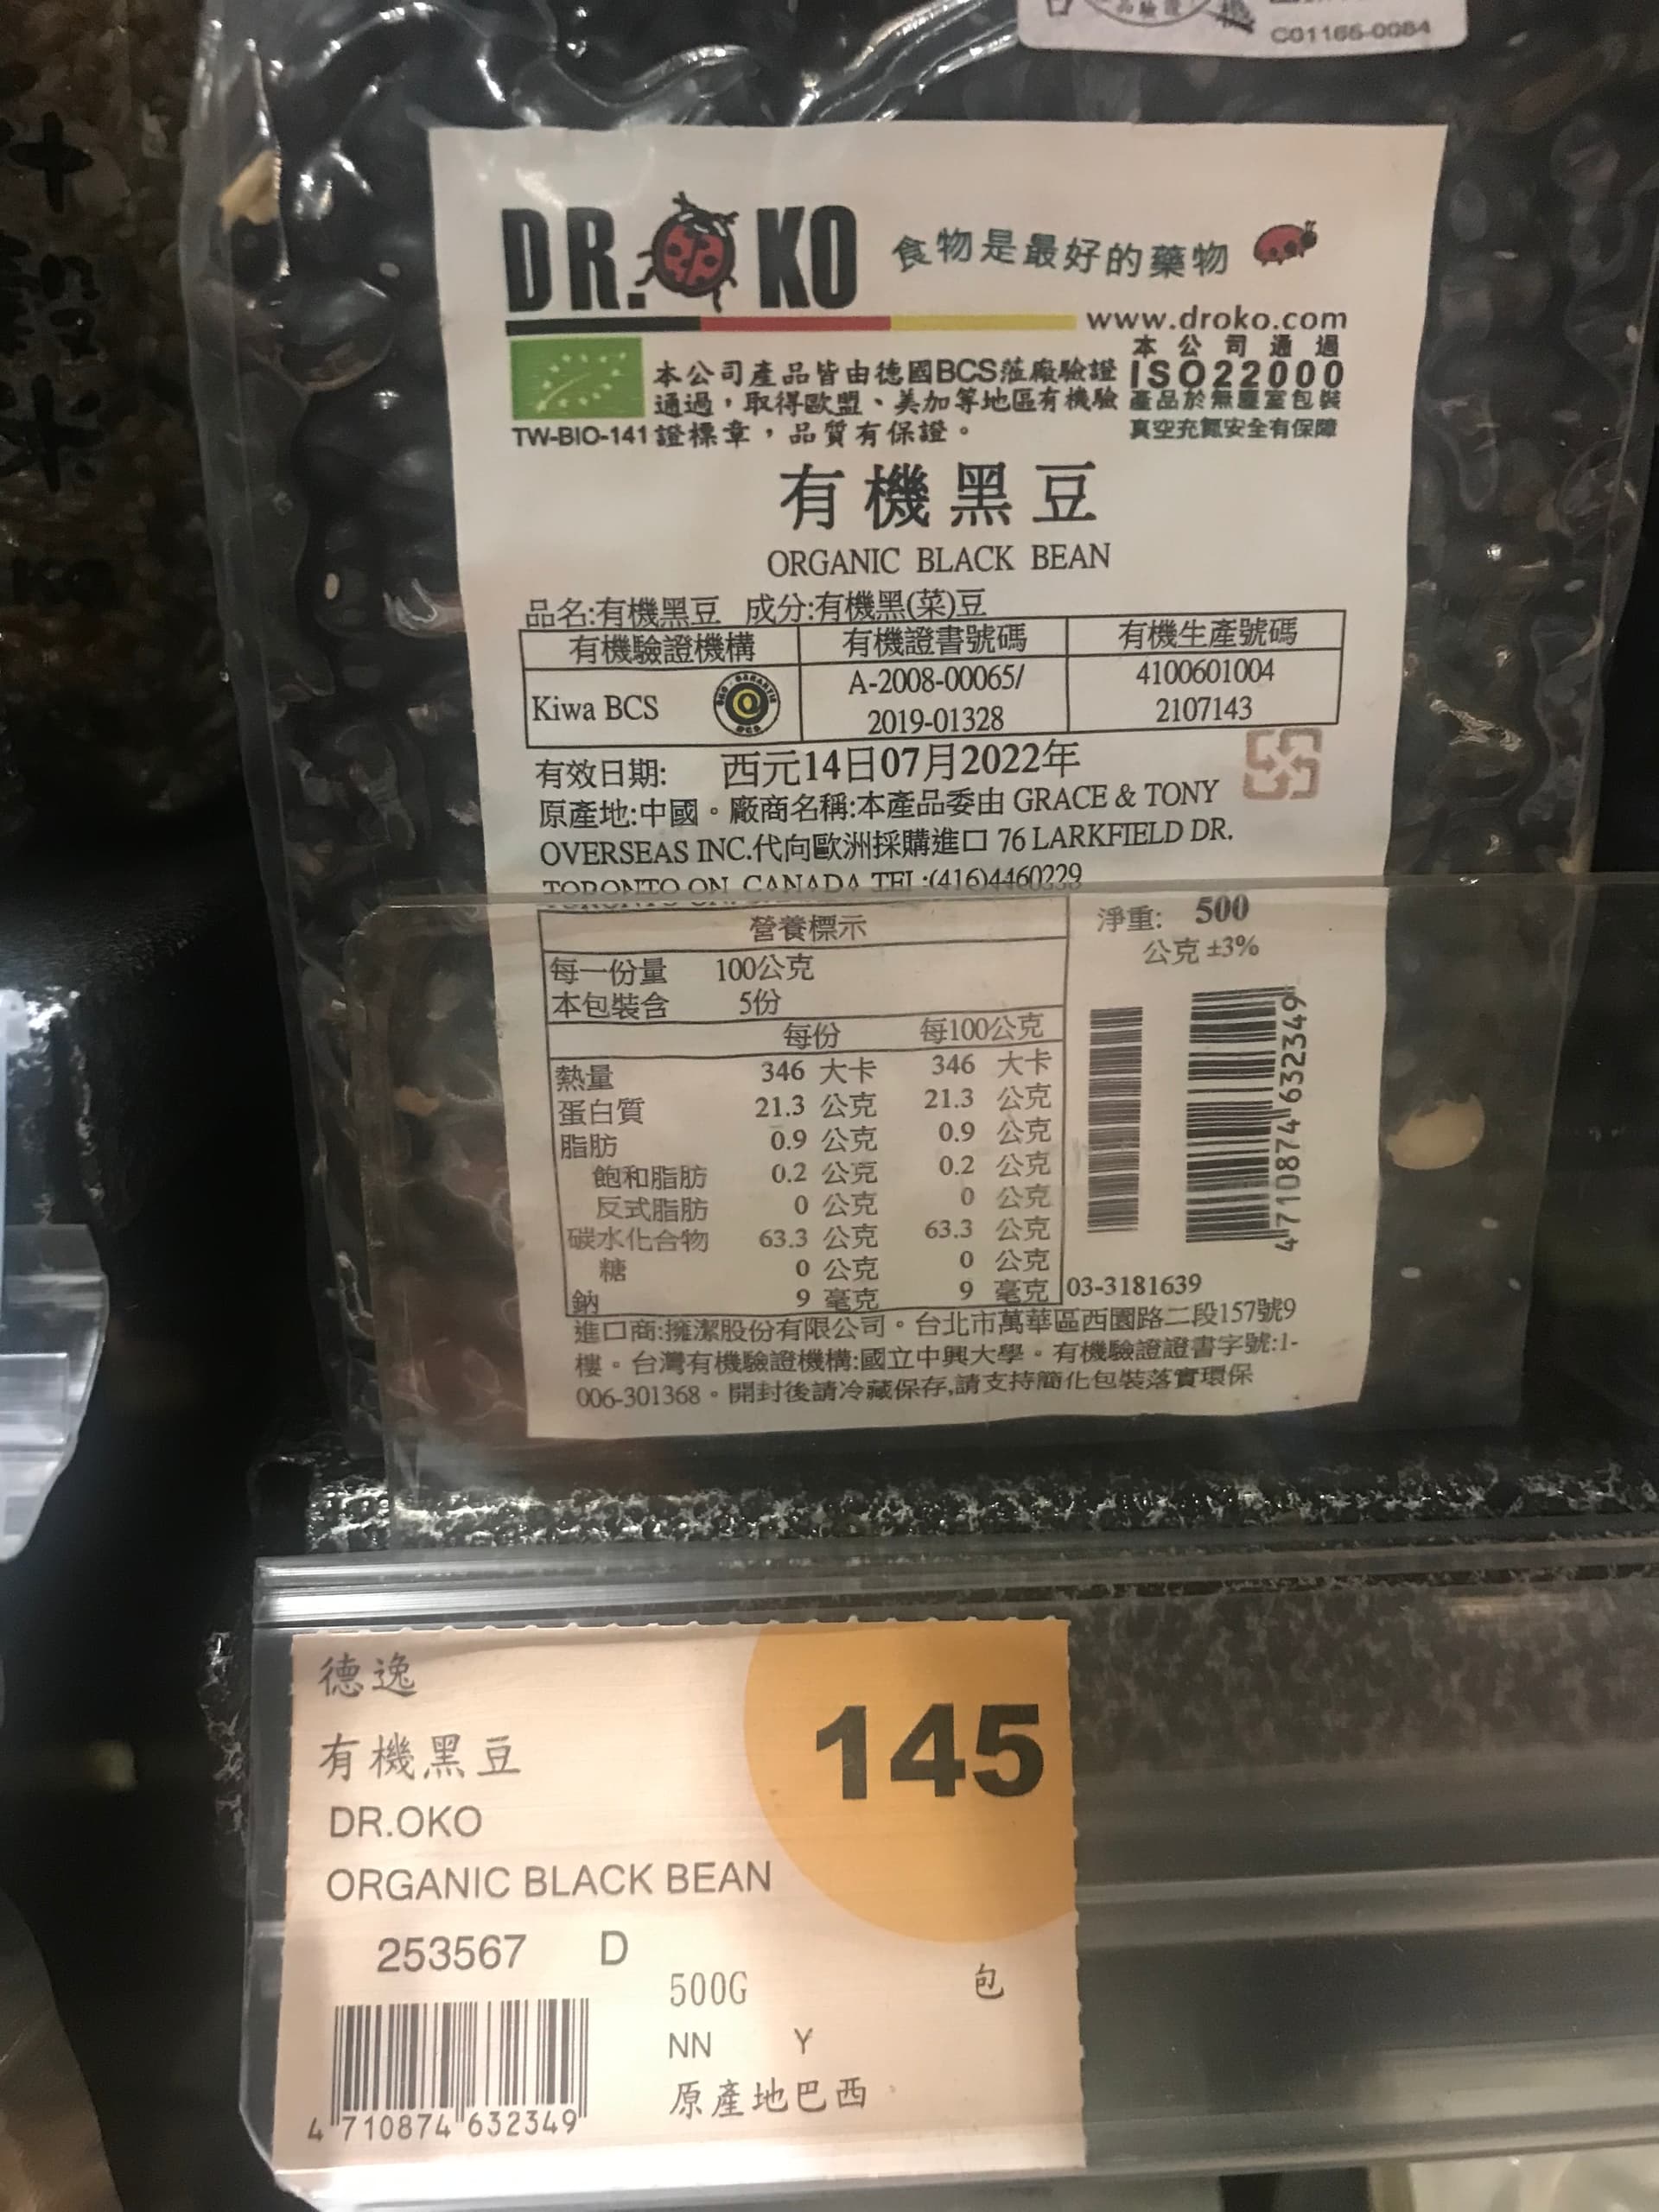 C01166-0084
DR. KO 食物是最好的藥物
www.droko.com
本公司產品皆由德國BCS蒞廠驗證
通過，取得歐盟、美加等地區有機驗
TW-BIO-141證標章，品質有保證。
本公司通過
ISO22000
產品於無塵室包裝
真空充氮安全有保障
有機黑豆
ORGANIC BLACK BEAN
品名:有機黑豆 成分:有機黑(菜)豆
有機驗證機構 有機證書號碼 有機生產號碼
Kiwa BCS A-2008-00065/ 4100601004
2019-01328 2107143
有效日期: 西元14日07月2022年
原產地:中國。廠商名稱:本產品委由 GRACE & TONY
OVERSEAS INC.代向歐洲採購進口 76 LARKFIELD DR.
TORONTO ON. CANADA TEL:(416)4460229
營養標示
每一份量 100公克
本包裝含 5份
每份 每100公克
熱量 346 大卡 346 大卡
蛋白質 21.3 公克 21.3 公克
脂肪 0.9 公克 0.9 公克
飽和脂肪 0.2 公克 0.2 公克
反式脂肪 0 公克 0 公克
碳水化合物 63.3 公克 63.3 公克
糖 0 公克 0 公克
鈉 9 毫克 9 毫克
淨重: 500
公克 ±3%
4710874632349
03-3181639
進口商:擁潔股份有限公司。台北市萬華區西園路二段157號9
樓。台灣有機驗證機構:國立中興大學。有機驗證證書字號:1-
006-301368。開封後請冷藏保存,請支持簡化包裝落實環保
德逸
145
有機黑豆
DR.OKO
ORGANIC BLACK BEAN
253567 D
500G 包
NN Y
原產地巴西
4 710874 632349